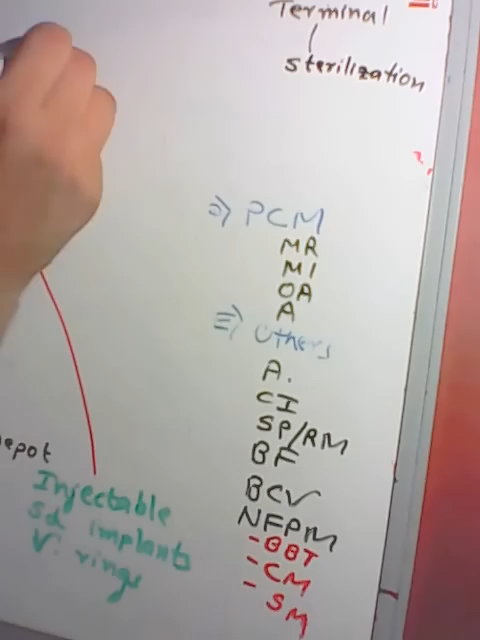 Terminal
sterilization
⇒ PCM
MR
MI
OA
A
⇒ Others
A.
CI
SP/RM
BF
BCV
NFPM
- BBT
- CM
- SM
epot
Injectable
Sd implants
V. rings